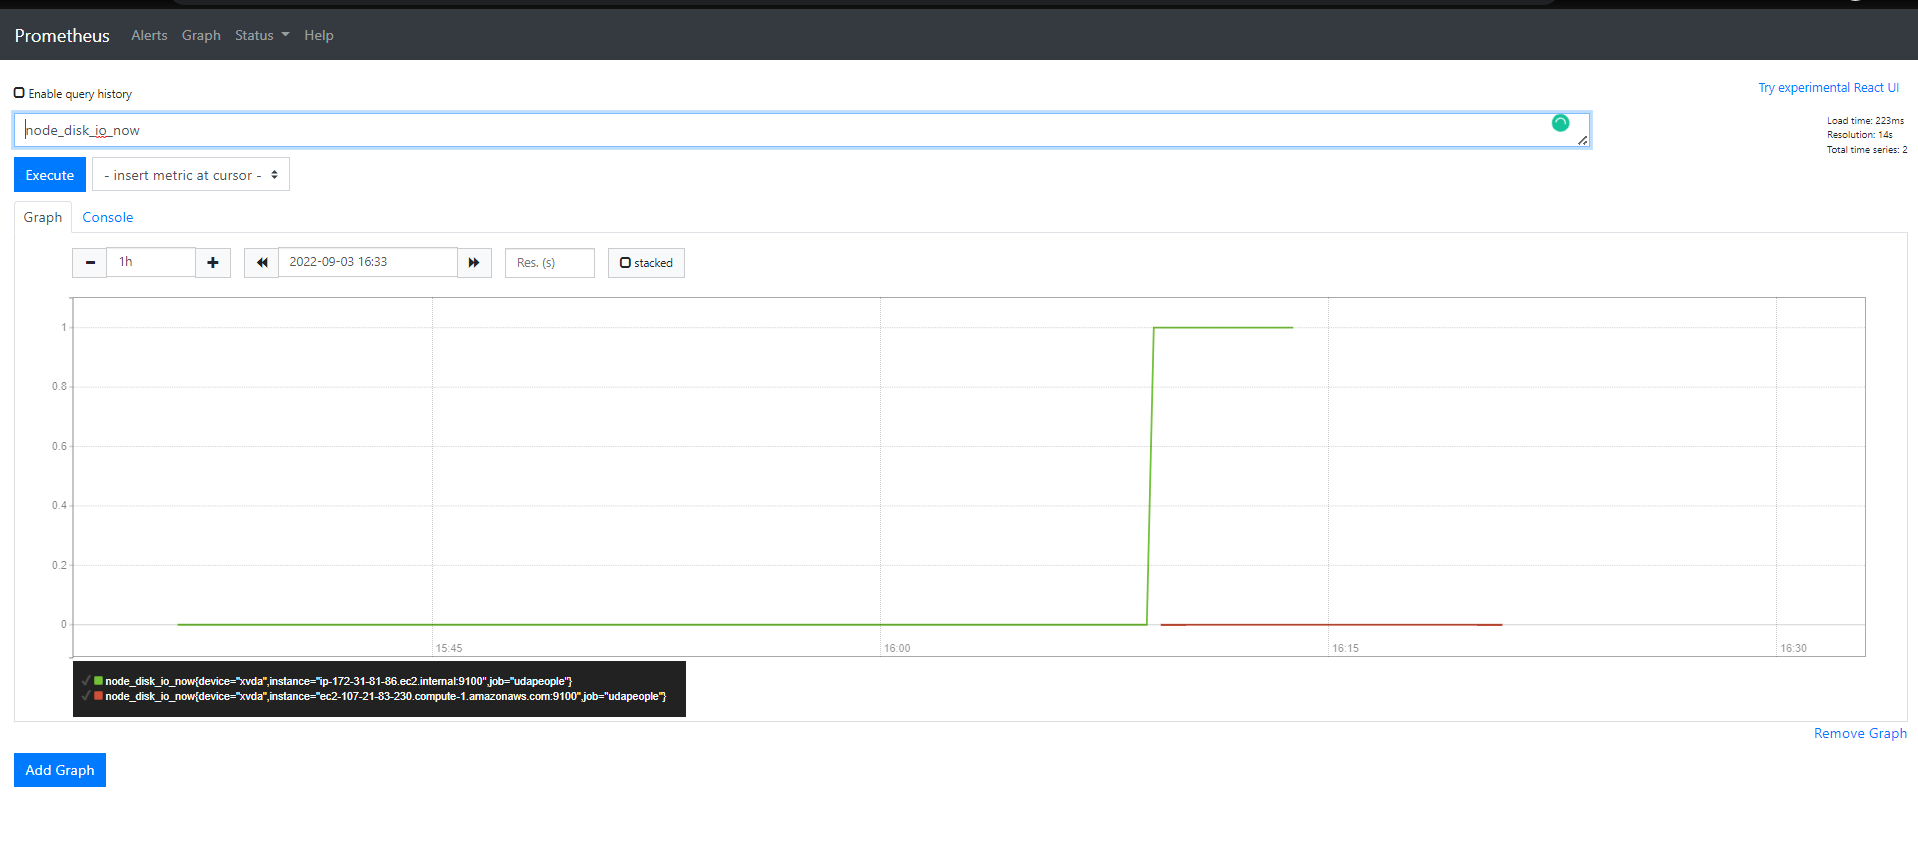 Prometheus Alerts Graph Status Help
Enable query history
Try experimental React UI
node_disk_io_now
Load time: 223ms
Resolution: 14s
Total time series: 2
Execute - insert metric at cursor -
Graph Console
1h 2022-09-03 16:33 Res. (s) stacked
1
0.8
0.6
0.4
0.2
0
15:45 16:00 16:15 16:30
node_disk_io_now{device="xvda",instance="ip-172-31-81-86.ec2.internal:9100",job="udapeople"}
node_disk_io_now{device="xvda",instance="ec2-107-21-83-230.compute-1.amazonaws.com:9100",job="udapeople"}
Remove Graph
Add Graph